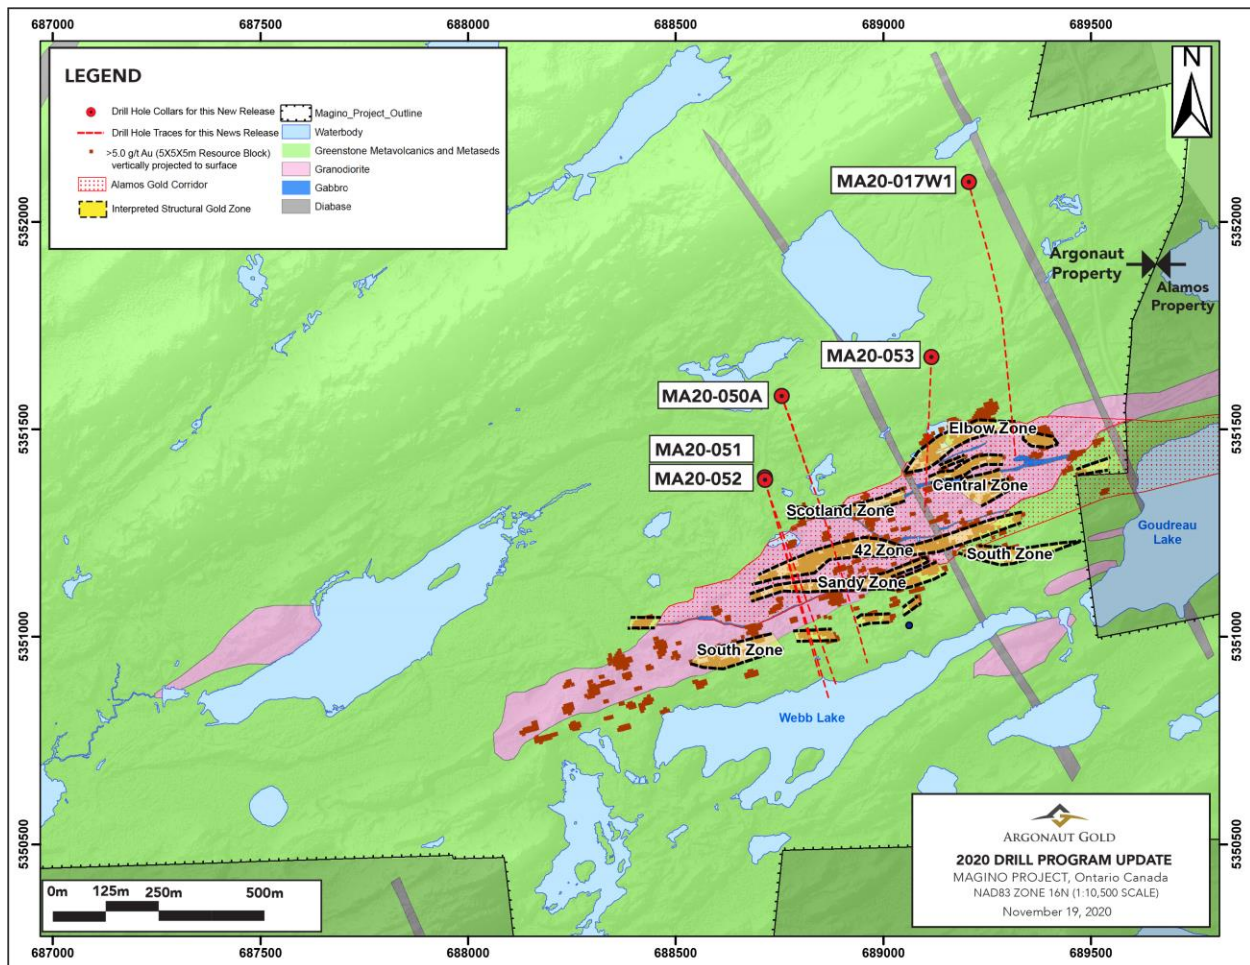 687000 687500 688000 688500 689000 689500
LEGEND
Drill Hole Collars for this New Release
Drill Hole Traces for this News Release
>5.0 g/t Au (5X5X5m Resource Block)
vertically projected to surface
Alamos Gold Corridor
Interpreted Structural Gold Zone
Magino_Project_Outline
Waterbody
Greenstone Metavolcanics and Metaseds
Granodiorite
Gabbro
Diabase
N
MA20-017W1
5352000
5352000
Argonaut
Property
Alamos
Property
MA20-053
MA20-050A
5351500
5351500
Elbow Zone
MA20-051
MA20-052
Central Zone
Scotland Zone
Goudreau
Lake
42 Zone
South Zone
Sandy Zone
5351000
5351000
South Zone
Webb Lake
5350500
5350500
0m 125m 250m 500m
ARGONAUT GOLD
2020 DRILL PROGRAM UPDATE
MAGINO PROJECT, Ontario Canada
NAD83 ZONE 16N (1:10,500 SCALE)
November 19, 2020
687000 687500 688000 688500 689000 689500